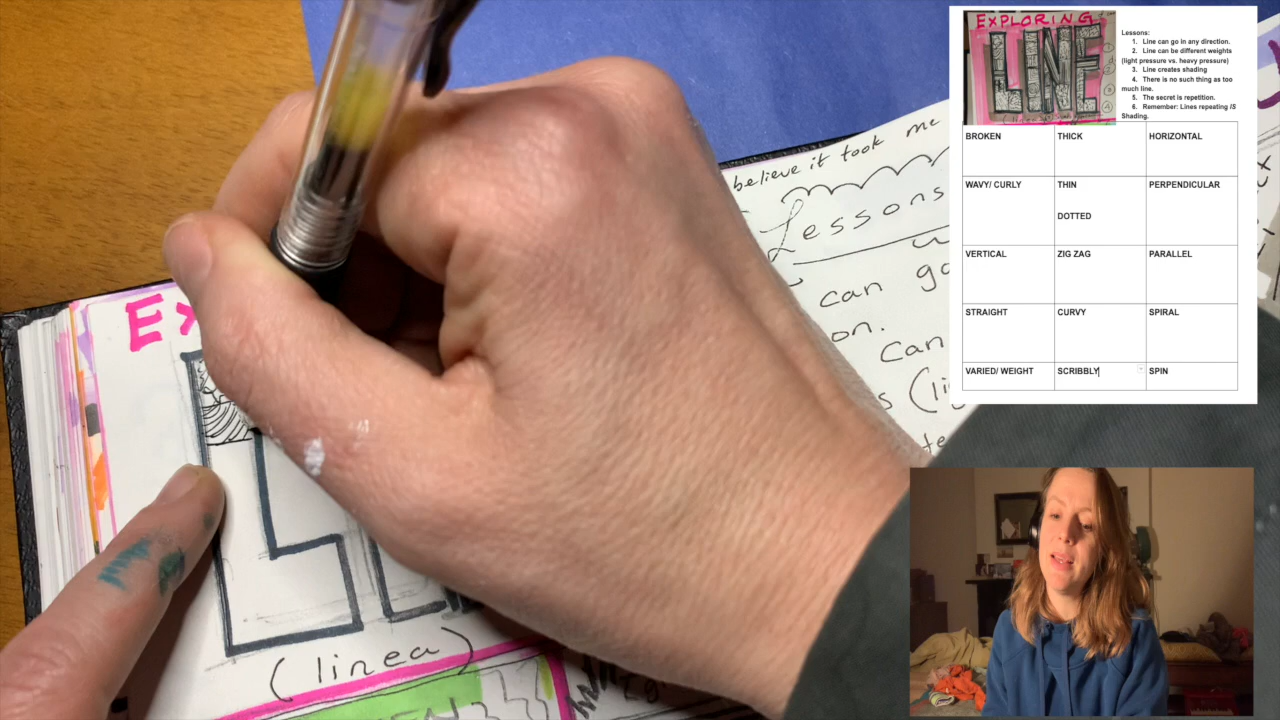 believe it took me
Lessons
can go
on.
Can
s (li
te
Ex
(linea)
EXPLORING
LINE
Lessons:
1. Line can go in any direction.
2. Line can be different weights
(light pressure vs. heavy pressure)
3. Line creates shading
4. There is no such thing as too
much line.
5. The secret is repetition.
6. Remember: Lines repeating IS
Shading.
BROKEN THICK HORIZONTAL
WAVY/ CURLY THIN PERPENDICULAR
DOTTED
VERTICAL ZIG ZAG PARALLEL
STRAIGHT CURVY SPIRAL
VARIED/ WEIGHT SCRIBBLY SPIN